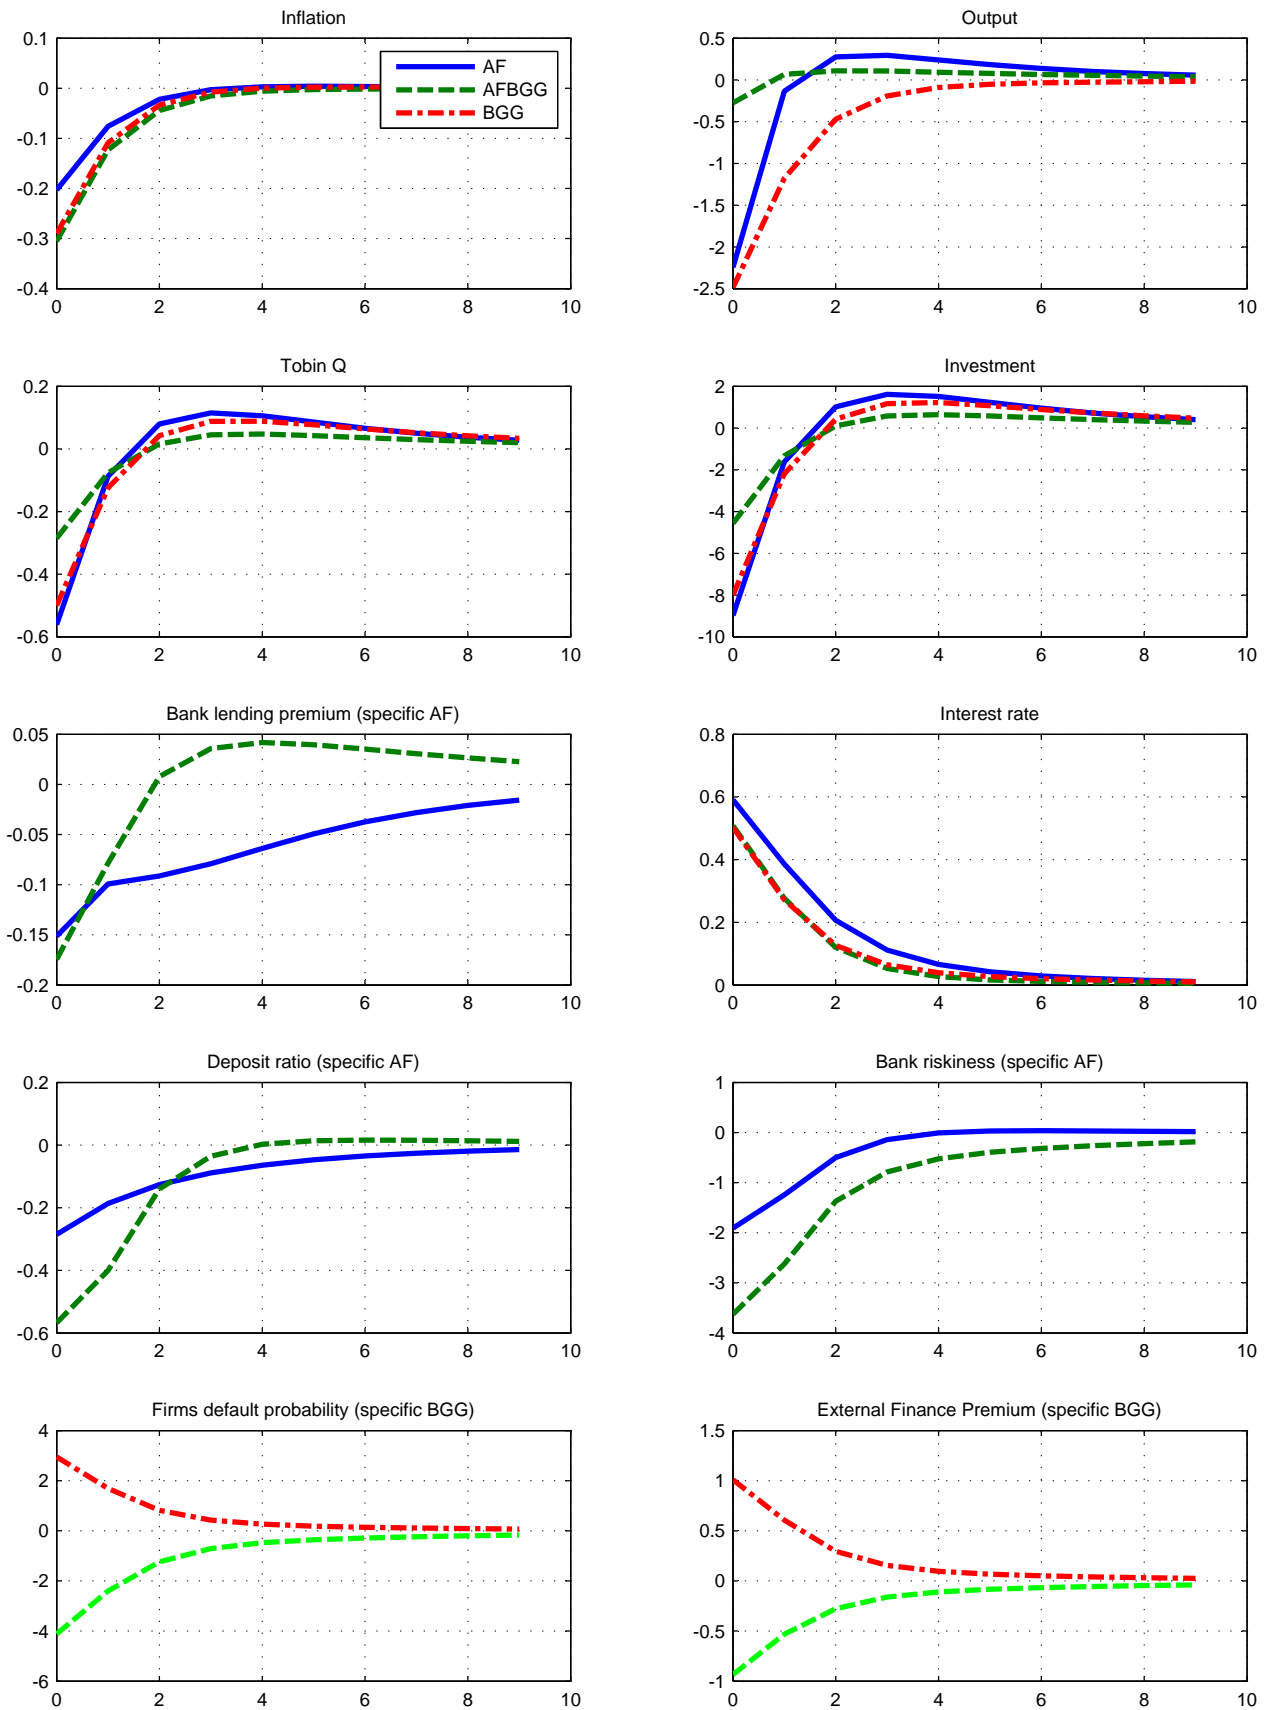 Inflation
0.1
0
-0.1
-0.2
-0.3
-0.4
0 2 4 6 8 10
AF
AFBGG
BGG
Output
0.5
0
-0.5
-1
-1.5
-2
-2.5
0 2 4 6 8 10
Tobin Q
0.2
0
-0.2
-0.4
-0.6
0 2 4 6 8 10
Investment
2
0
-2
-4
-6
-8
-10
0 2 4 6 8 10
Bank lending premium (specific AF)
0.05
0
-0.05
-0.1
-0.15
-0.2
0 2 4 6 8 10
Interest rate
0.8
0.6
0.4
0.2
0
0 2 4 6 8 10
Deposit ratio (specific AF)
0.2
0
-0.2
-0.4
-0.6
0 2 4 6 8 10
Bank riskiness (specific AF)
1
0
-1
-2
-3
-4
0 2 4 6 8 10
Firms default probability (specific BGG)
4
2
0
-2
-4
-6
0 2 4 6 8 10
External Finance Premium (specific BGG)
1.5
1
0.5
0
-0.5
-1
0 2 4 6 8 10